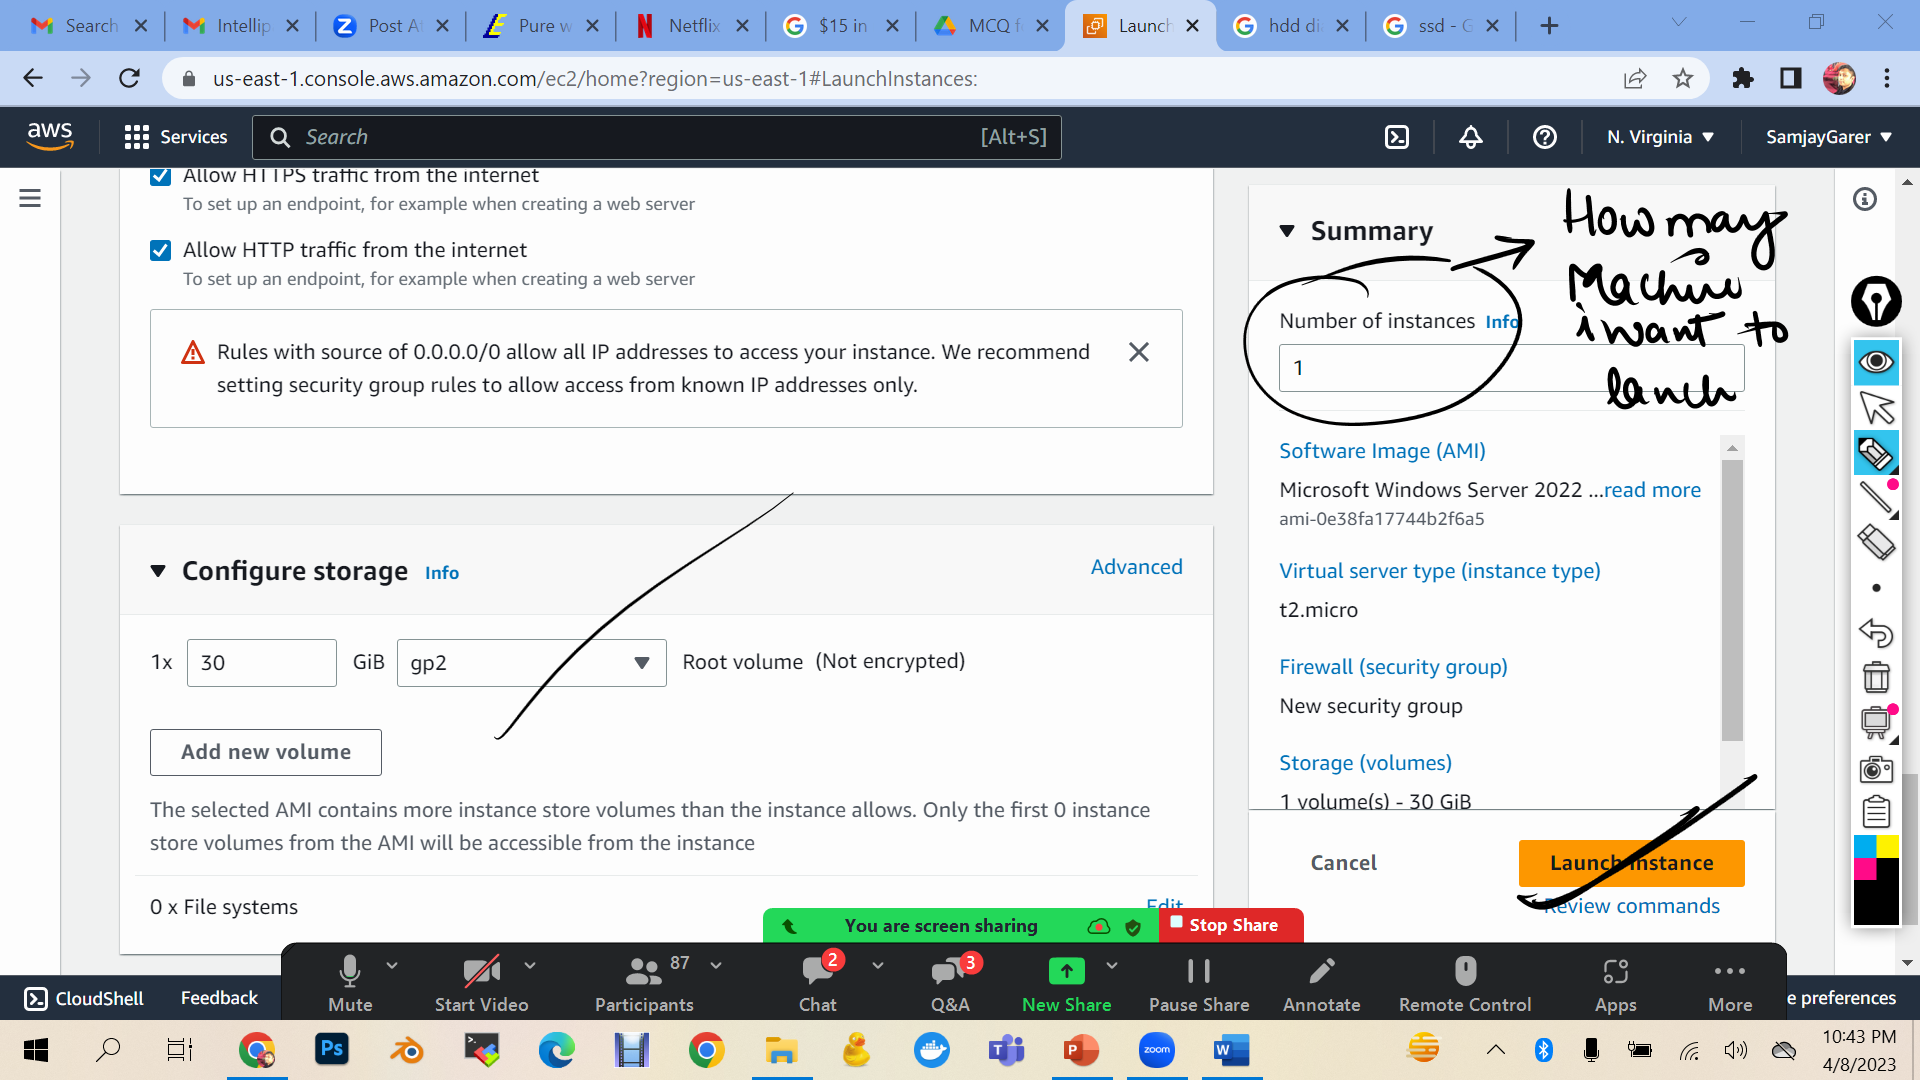 Search
Intellip
Post At
Pure w
Netflix
$15 in
MCQ f
Launch
hdd di
ssd - G
us-east-1.console.aws.amazon.com/ec2/home?region=us-east-1#LaunchInstances:
aws
Services
Search
[Alt+S]
N. Virginia
SamjayGarer
Allow HTTPS traffic from the internet
To set up an endpoint, for example when creating a web server
Allow HTTP traffic from the internet
To set up an endpoint, for example when creating a web server
Rules with source of 0.0.0.0/0 allow all IP addresses to access your instance. We recommend
setting security group rules to allow access from known IP addresses only.
Configure storage Info
Advanced
1x 30 GiB gp2 Root volume (Not encrypted)
Add new volume
The selected AMI contains more instance store volumes than the instance allows. Only the first 0 instance
store volumes from the AMI will be accessible from the instance
0 x File systems
Edit
Summary
How may
Machine
i want to
lanch
Number of instances Info
1
Software Image (AMI)
Microsoft Windows Server 2022 ...read more
ami-0e38fa17744b2f6a5
Virtual server type (instance type)
t2.micro
Firewall (security group)
New security group
Storage (volumes)
1 volume(s) - 30 GiB
Cancel
Launch instance
Review commands
You are screen sharing
Stop Share
Mute
Start Video
87
Participants
2
Chat
3
Q&A
New Share
Pause Share
Annotate
Remote Control
Apps
More
CloudShell
Feedback
e preferences
Ps
P
zoom
W
10:43 PM
4/8/2023